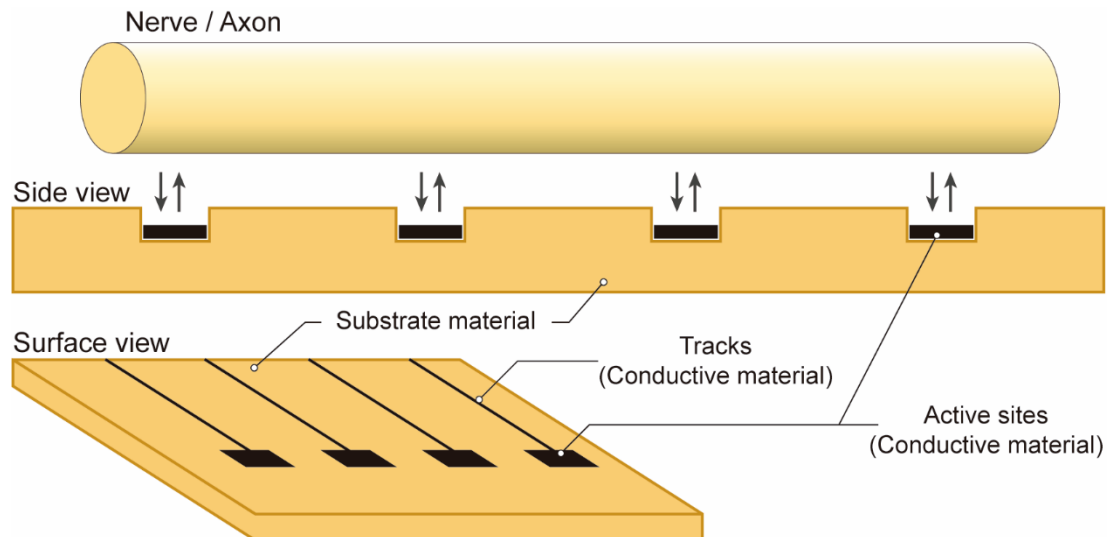 Nerve / Axon
Side view
Substrate material
Surface view
Tracks
(Conductive material)
Active sites
(Conductive material)